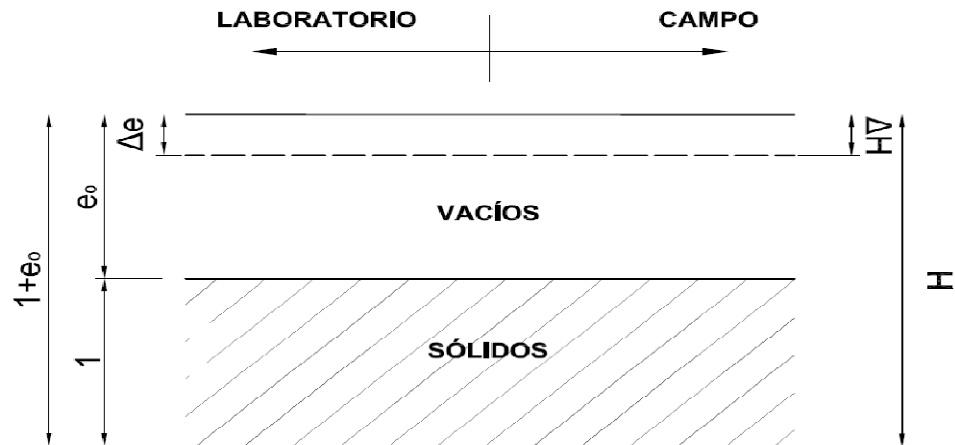 LABORATORIO
CAMPO
Δe
ΔH
e₀
VACÍOS
1+e₀
H
1
SÓLIDOS